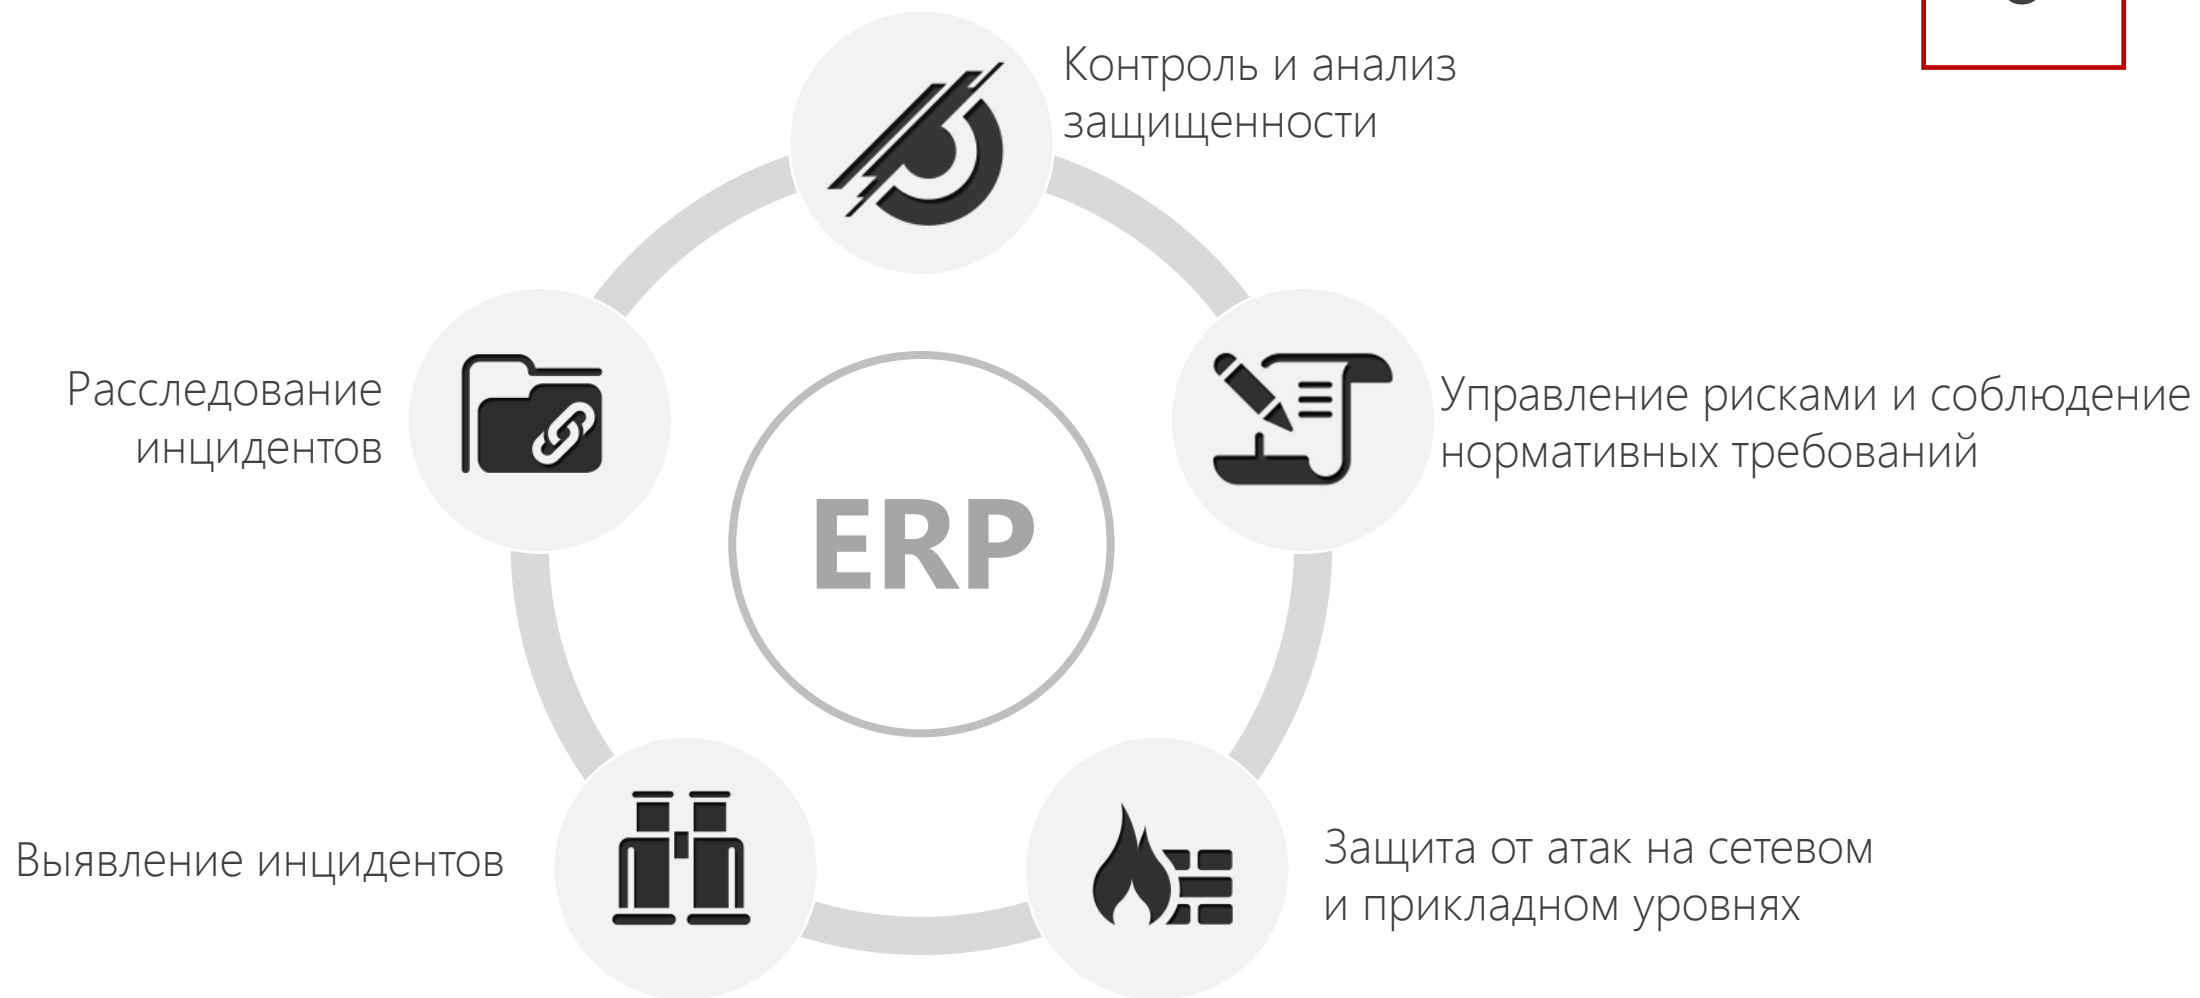 Контроль и анализ
защищенности
Расследование
инцидентов
Управление рисками и соблюдение
нормативных требований
ERP
Выявление инцидентов
Защита от атак на сетевом
и прикладном уровнях